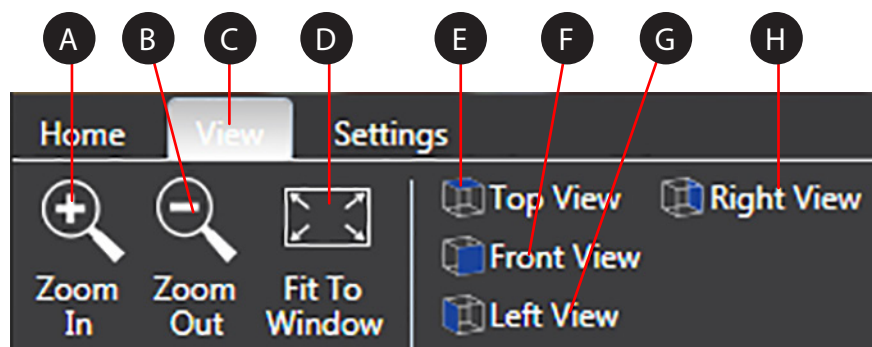 A B C D E F G H
Home View Settings
Top View Right View
Front View
Zoom Zoom Fit To
In Out Window
Left View